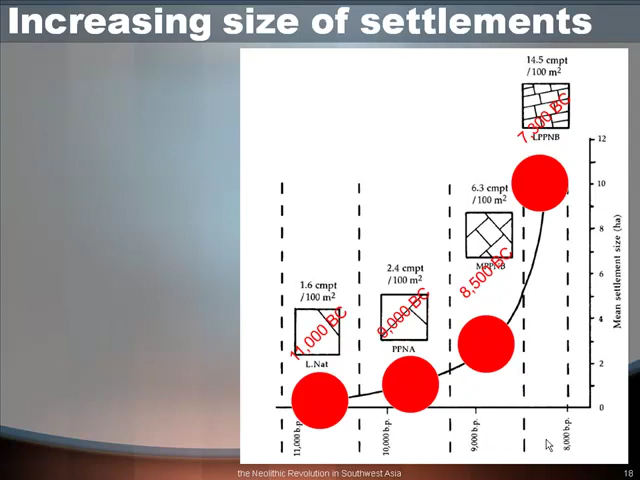 Increasing size of settlements
14.5 cmpt
/100 m²
7,300 BC
LPPNB
6.3 cmpt
/100 m²
MPPNB
8,500 BC
2.4 cmpt
/100 m²
9,000 BC
PPNA
1.6 cmpt
/100 m²
11,000 BC
L.Nat
12
10
8
6
4
2
0
Mean settlement size (ha)
11,000 b.p.
10,000 b.p.
9,000 b.p.
8,000 b.p.
the Neolithic Revolution in Southwest Asia
18